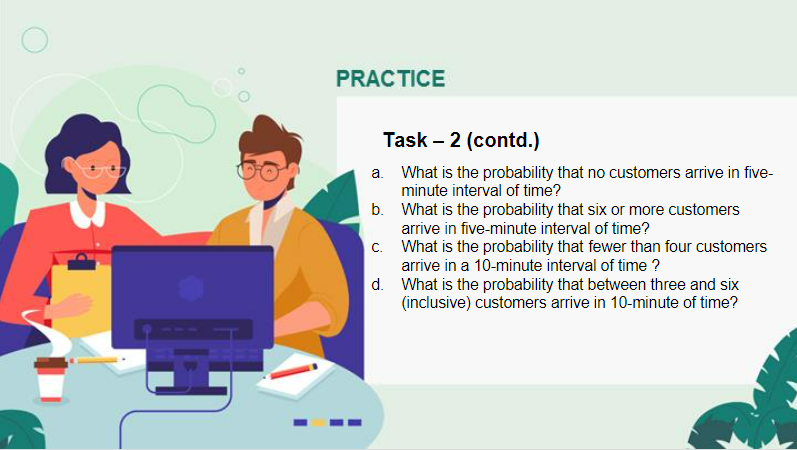 PRACTICE
Task – 2 (contd.)
a. What is the probability that no customers arrive in five-
minute interval of time?
b. What is the probability that six or more customers
arrive in five-minute interval of time?
c. What is the probability that fewer than four customers
arrive in a 10-minute interval of time ?
d. What is the probability that between three and six
(inclusive) customers arrive in 10-minute of time?